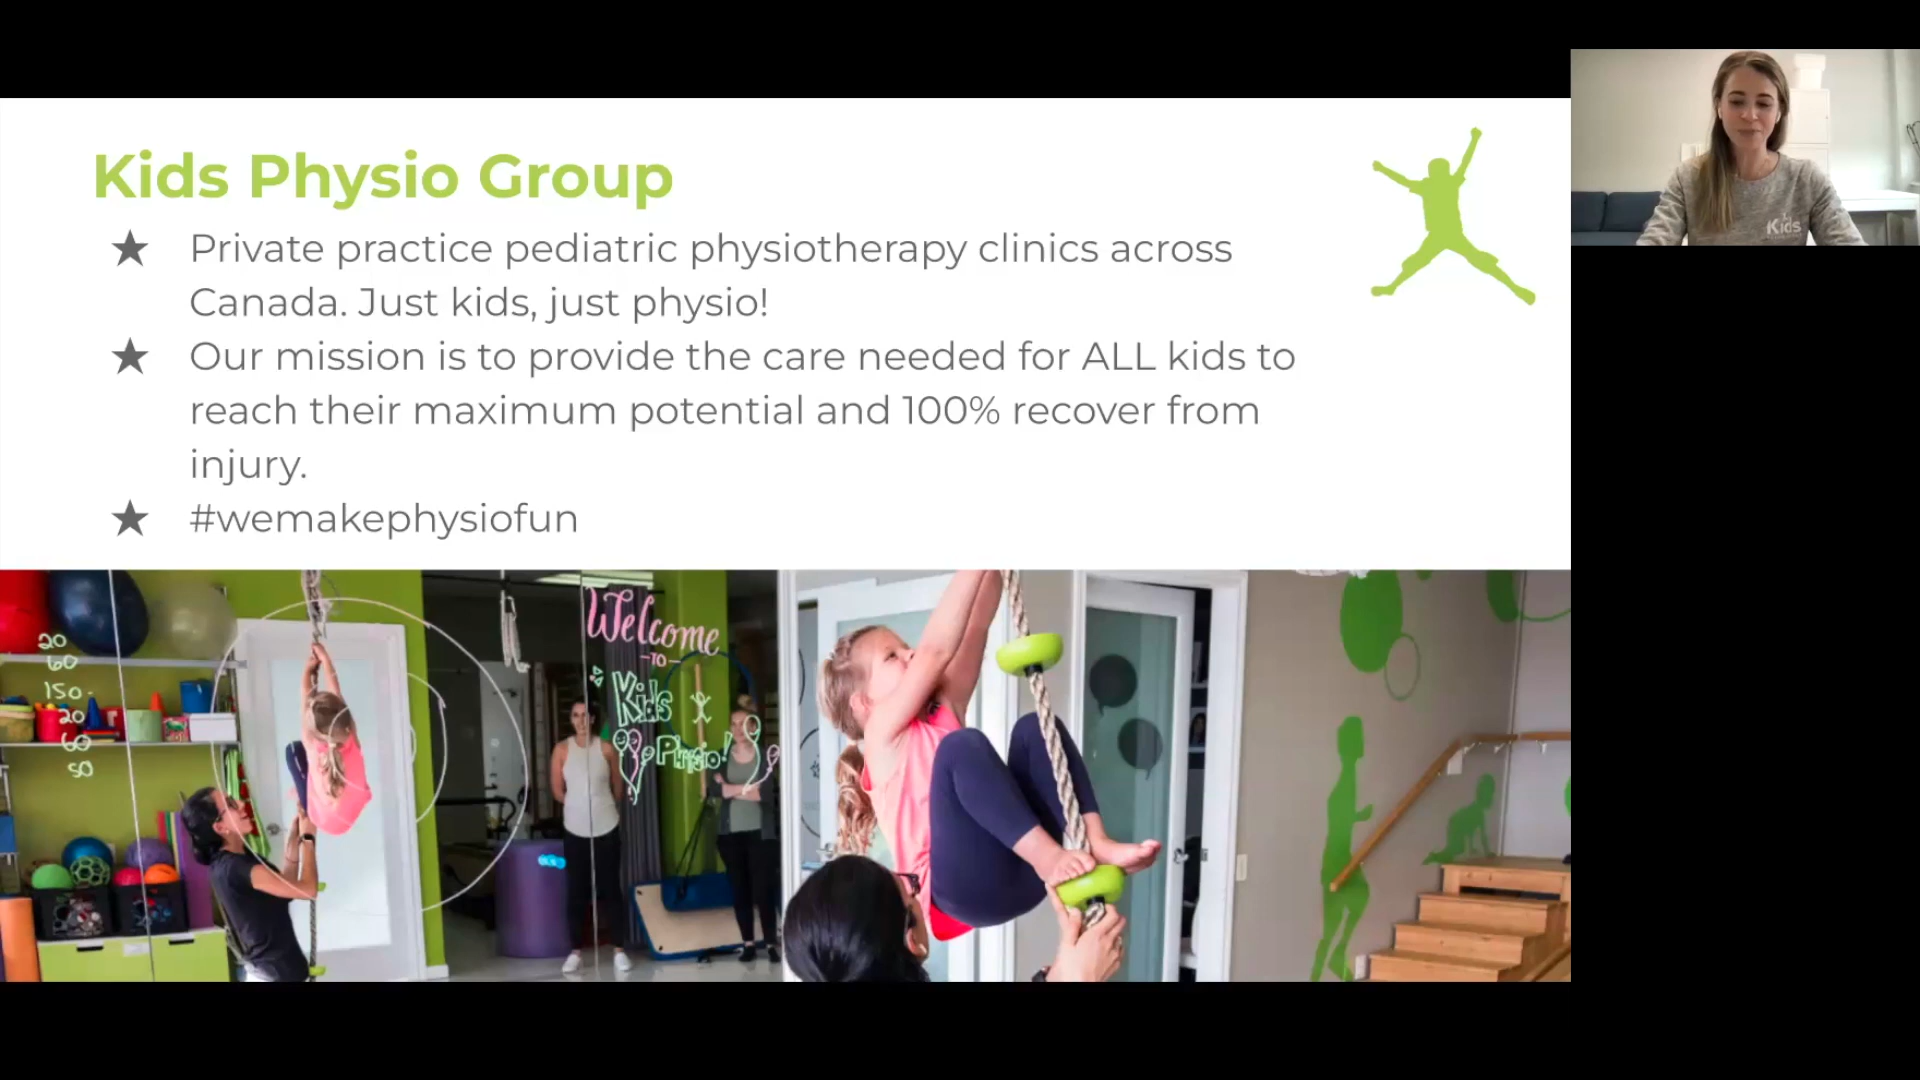 Kids Physio Group
★ Private practice pediatric physiotherapy clinics across
Canada. Just kids, just physio!
★ Our mission is to provide the care needed for ALL kids to
reach their maximum potential and 100% recover from
injury.
★ #wemakephysiofun
Kids
Welcome
-TO-
Kids
Physio!
20
60
150
20
60
50